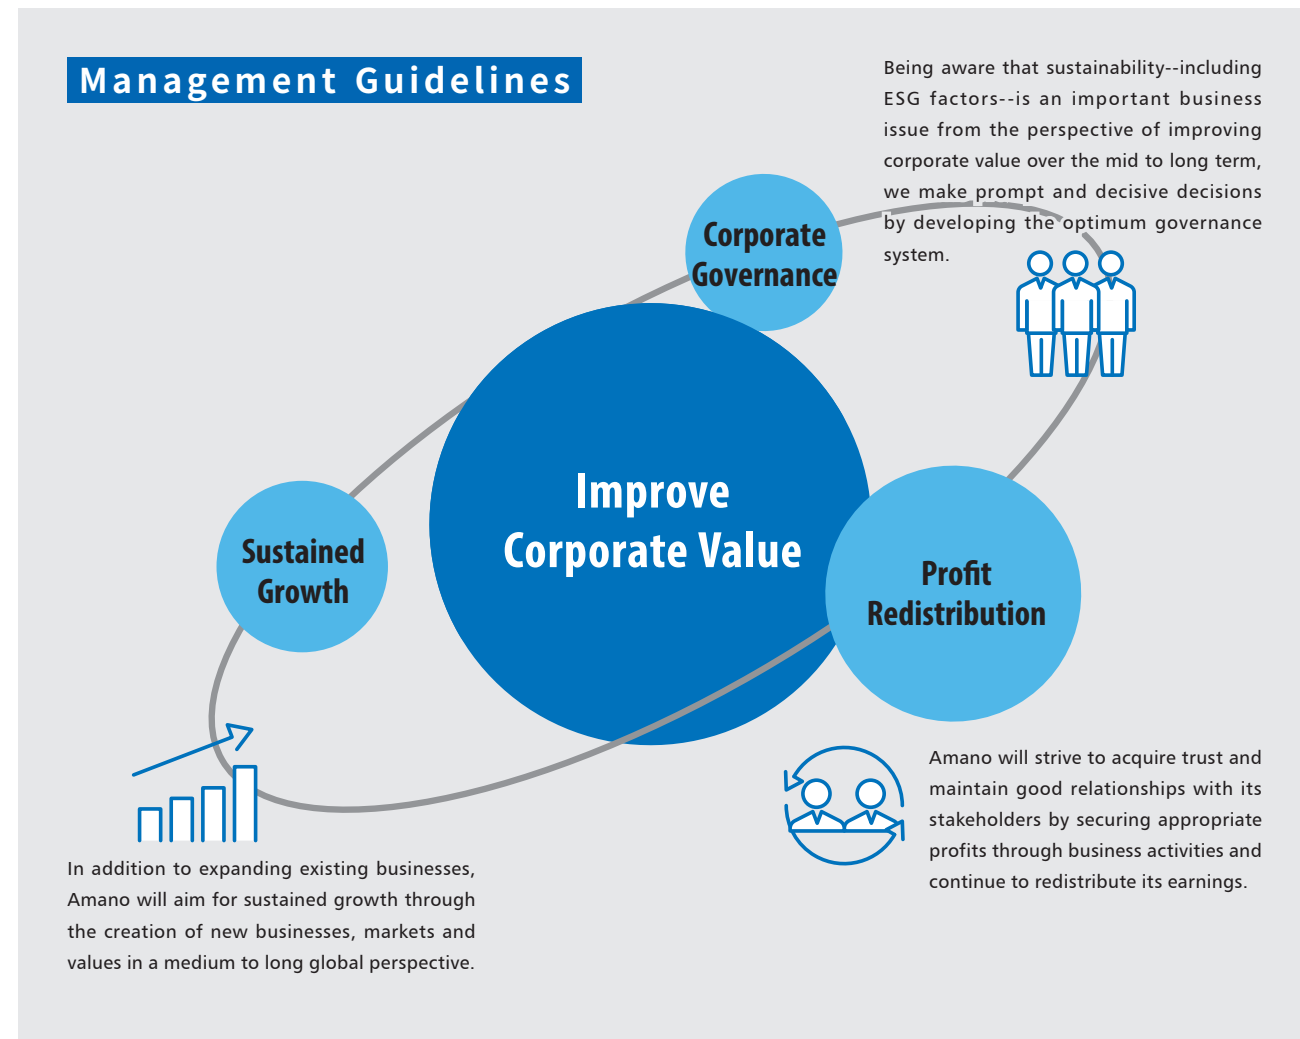 Management Guidelines
Being aware that sustainability--including
ESG factors--is an important business
issue from the perspective of improving
corporate value over the mid to long term,
we make prompt and decisive decisions
by developing the optimum governance
system.
Corporate
Governance
Improve
Corporate Value
Sustained
Growth
Profit
Redistribution
Amano will strive to acquire trust and
maintain good relationships with its
stakeholders by securing appropriate
profits through business activities and
continue to redistribute its earnings.
In addition to expanding existing businesses,
Amano will aim for sustained growth through
the creation of new businesses, markets and
values in a medium to long global perspective.